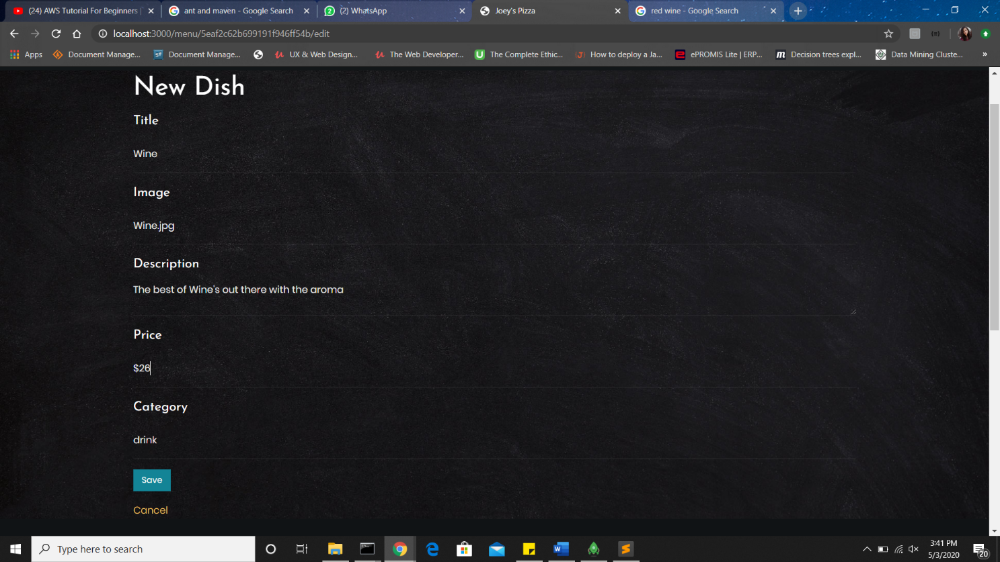 (24) AWS Tutorial For Beginners
ant and maven - Google Search
(2) WhatsApp
Joey's Pizza
red wine - Google Search
localhost:3000/menu/5eaf2c62b699191f946ff54b/edit
Apps
Document Manage...
Document Manage...
UX & Web Design...
The Web Developer...
The Complete Ethic...
How to deploy a Ja...
ePROMIS Lite | ERP...
Decision trees expl...
Data Mining Cluste...
»
New Dish
Title
Wine
Image
Wine.jpg
Description
The best of Wine's out there with the aroma
Price
$26
Category
drink
Save
Cancel
Type here to search
3:41 PM
5/3/2020
20